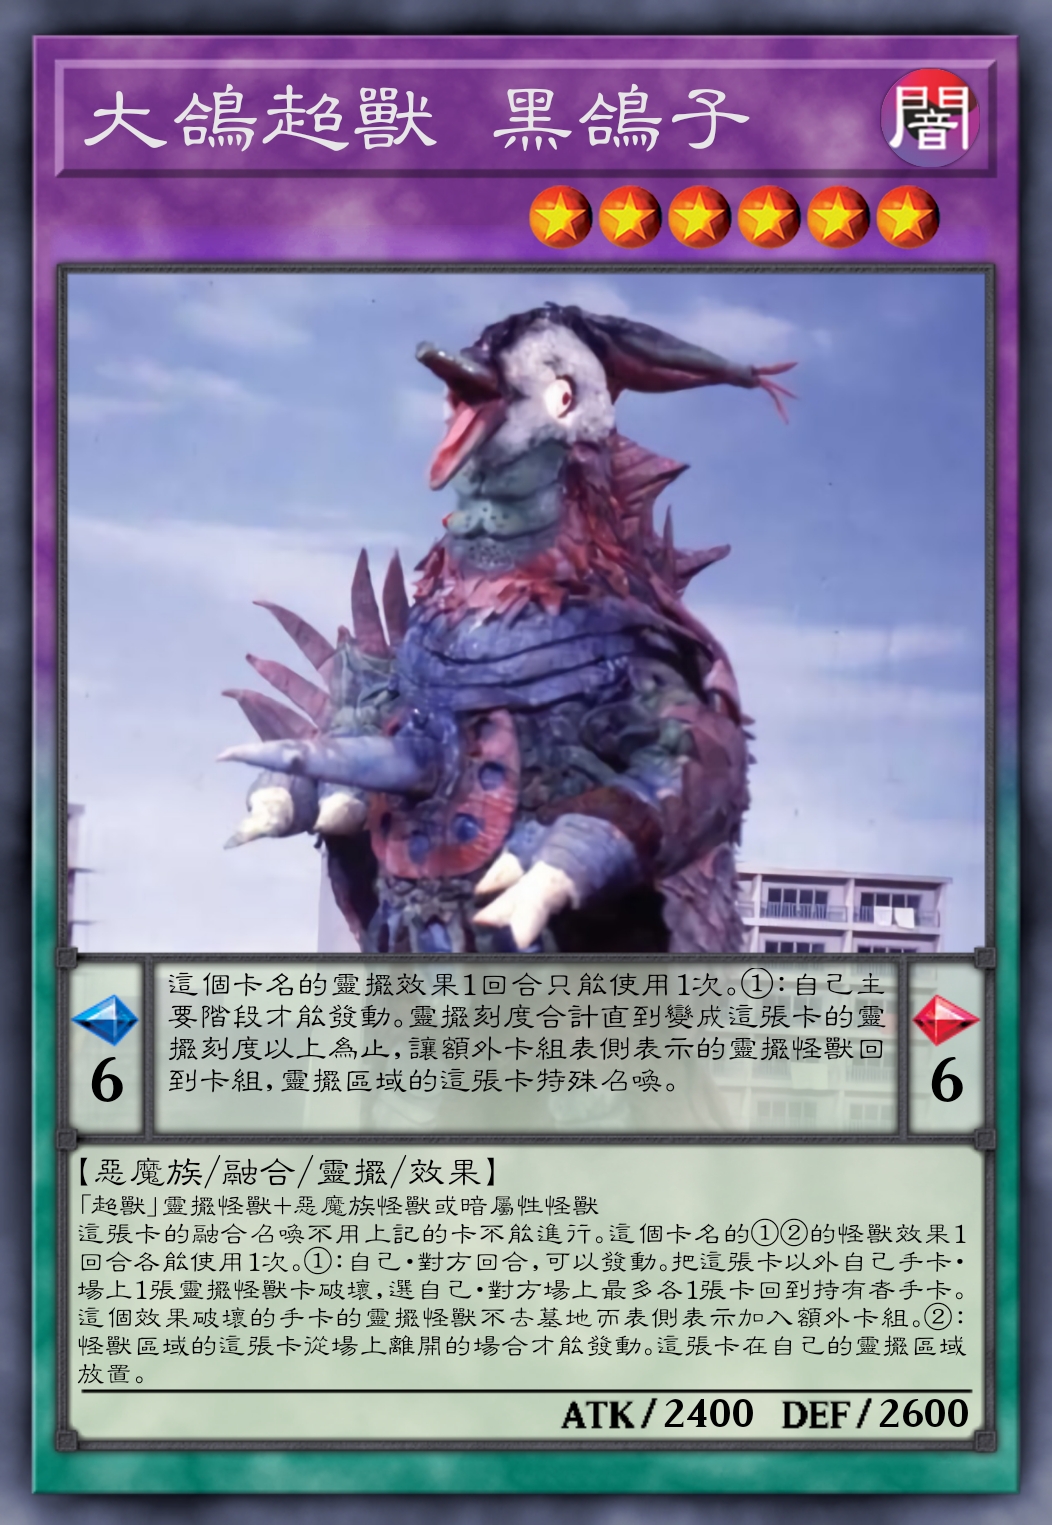 大鴿超獸 黑鴿子
闇
這個卡名的靈擺效果1回合只能使用1次。①：自己主
要階段才能發動。靈擺刻度合計直到變成這張卡的靈
擺刻度以上為止，讓額外卡組表側表示的靈擺怪獸回
到卡組，靈擺區域的這張卡特殊召喚。
6
6
【惡魔族/融合/靈擺/效果】
「超獸」靈擺怪獸+惡魔族怪獸或暗屬性怪獸
這張卡的融合召喚不用上記的卡不能進行。這個卡名的①②的怪獸效果1
回合各能使用1次。①：自己·對方回合，可以發動。把這張卡以外自己手卡·
場上1張靈擺怪獸卡破壞，選自己·對方場上最多各1張卡回到持有者手卡。
這個效果破壞的手卡的靈擺怪獸不去墓地而表側表示加入額外卡組。②：
怪獸區域的這張卡從場上離開的場合才能發動。這張卡在自己的靈擺區域
放置。
ATK/2400 DEF/2600